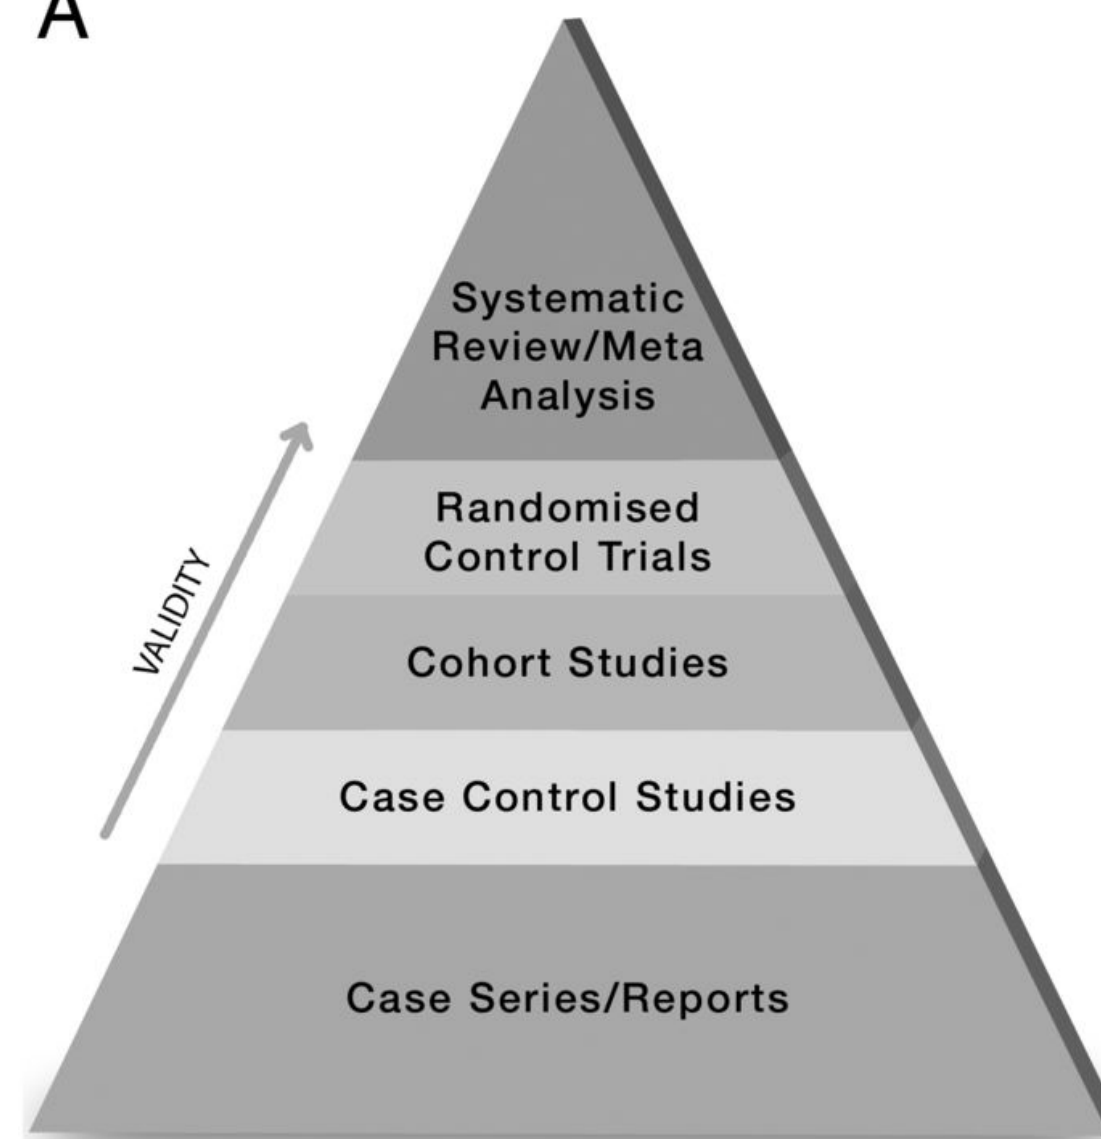 A
Systematic
Review/Meta
Analysis
Randomised
Control Trials
Cohort Studies
Case Control Studies
Case Series/Reports
VALIDITY